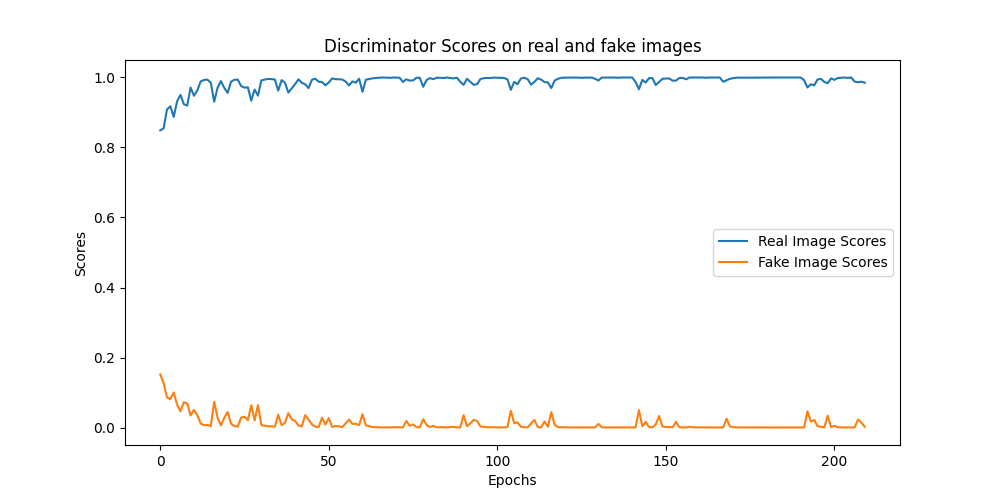 Discriminator Scores on real and fake images
1.0
0.8
0.6
0.4
0.2
0.0
Scores
Real Image Scores
Fake Image Scores
0
50
100
150
200
Epochs